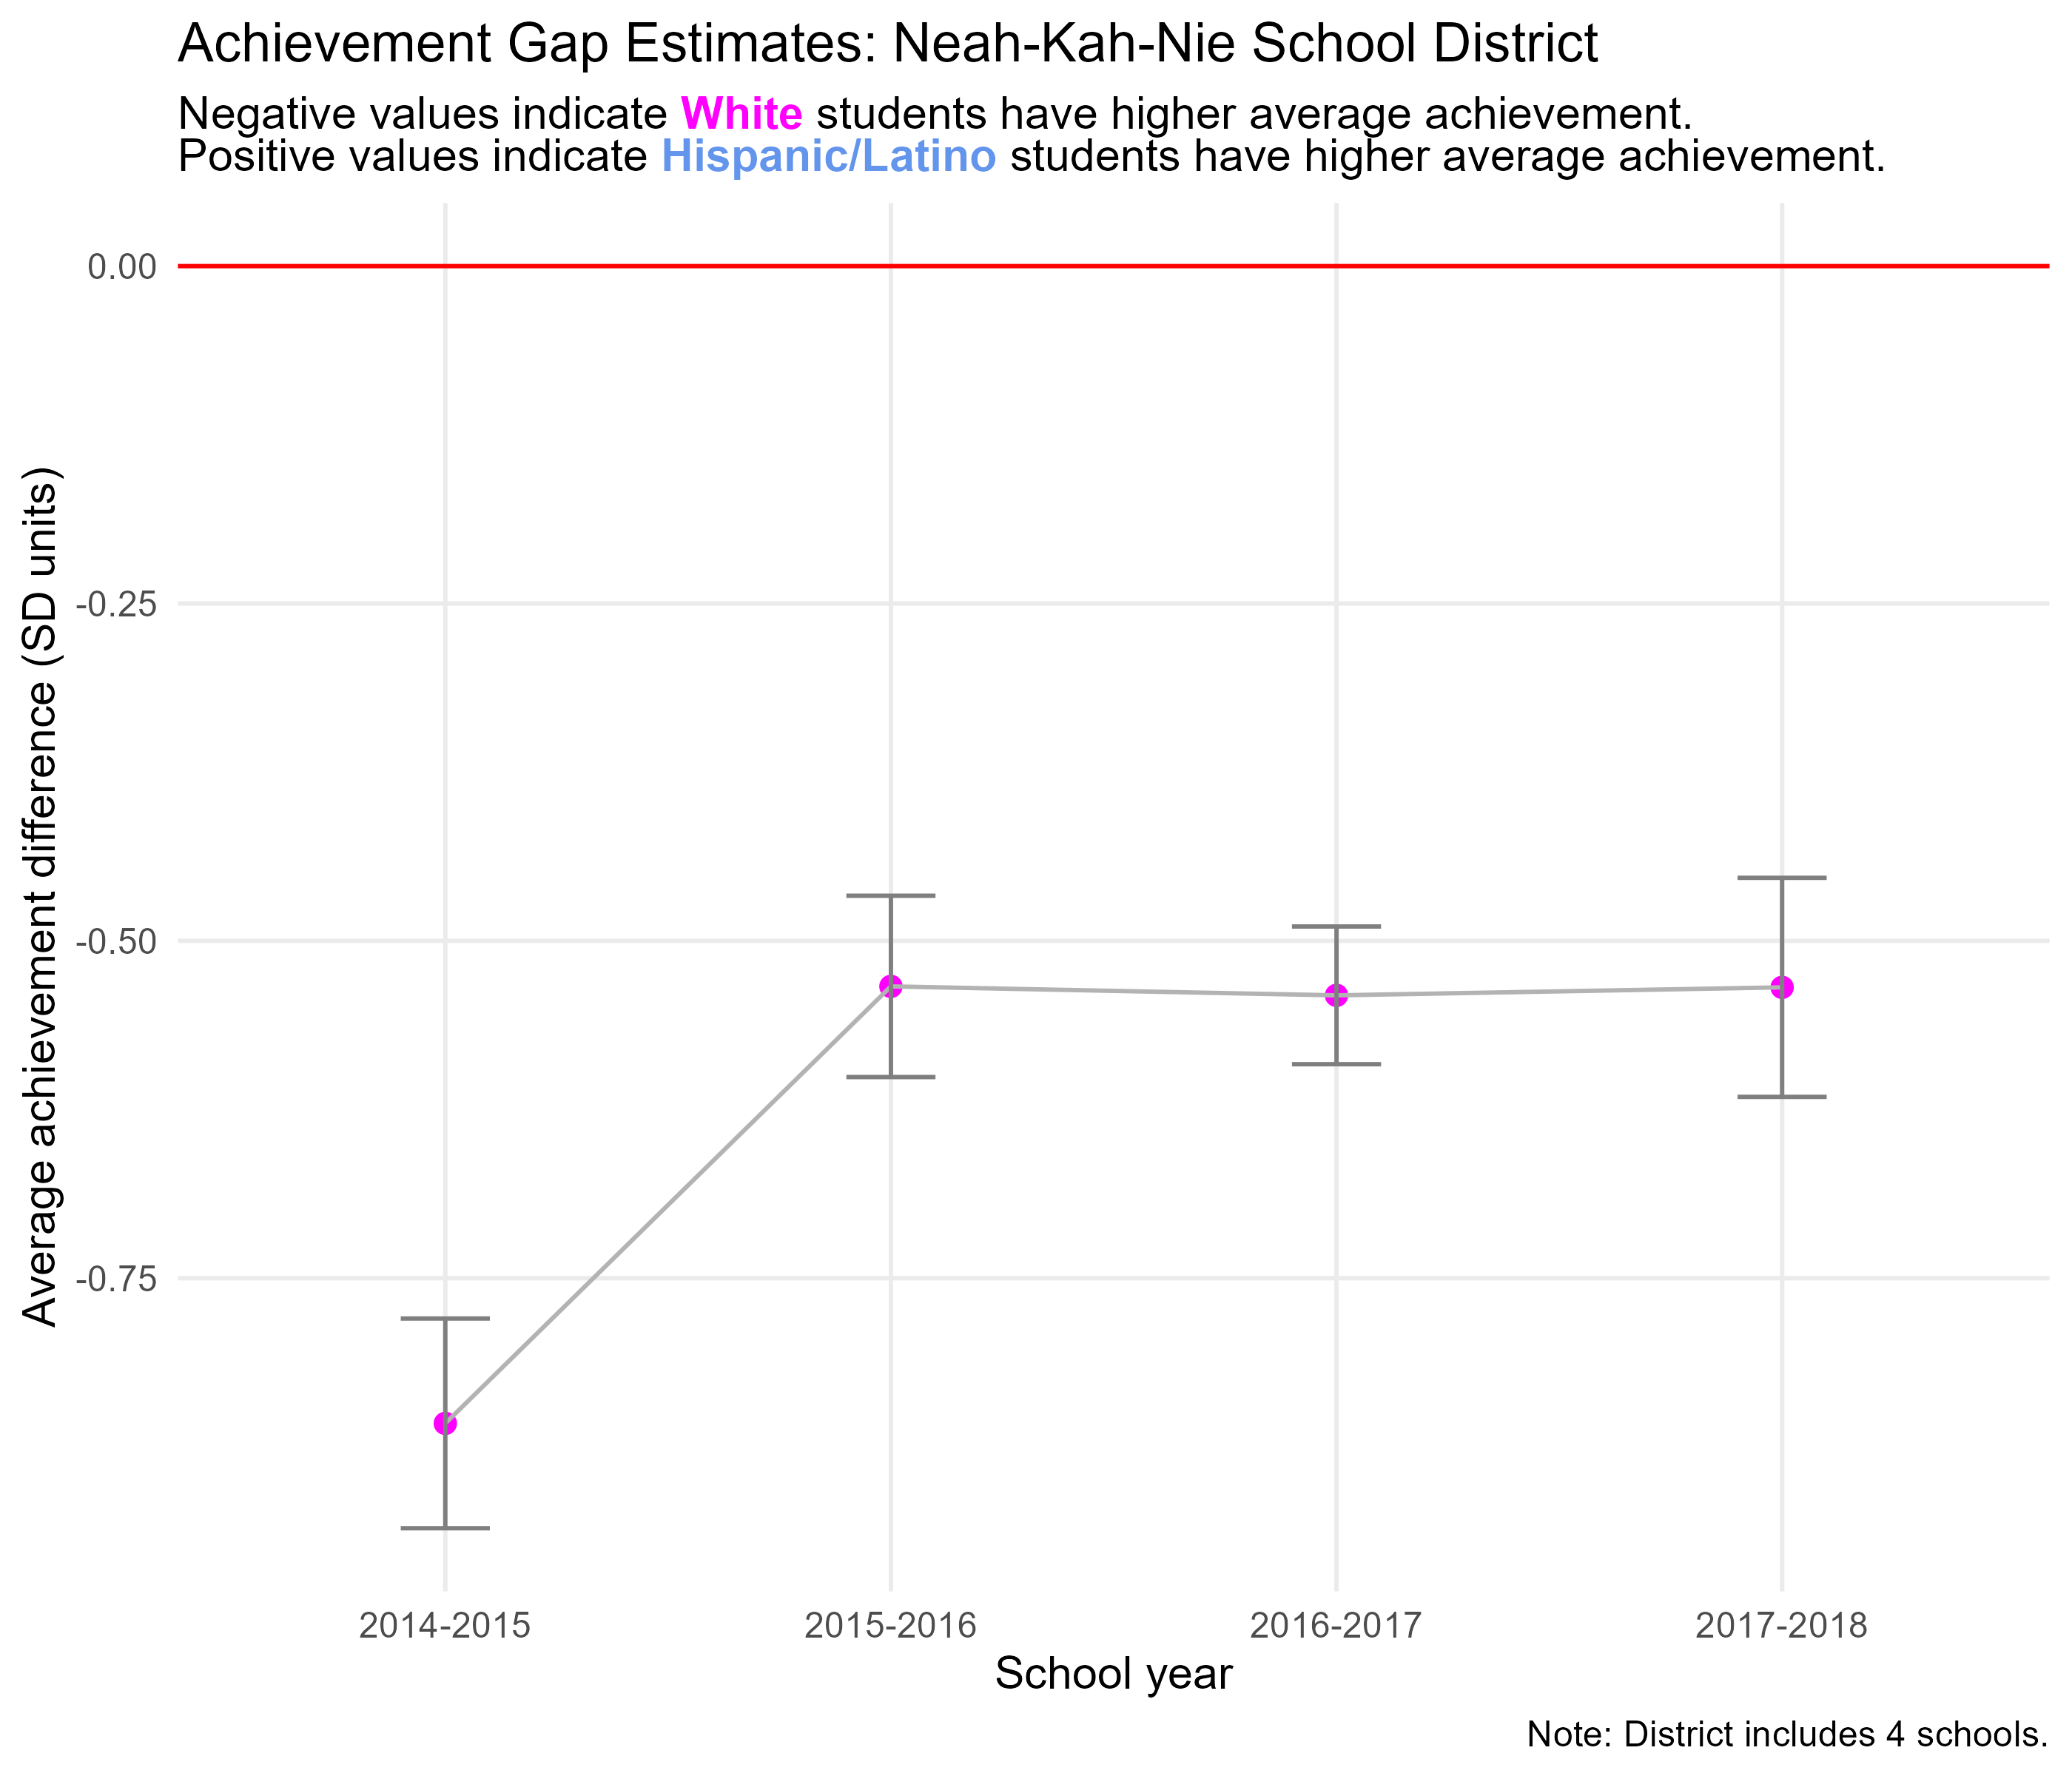 Achievement Gap Estimates: Neah-Kah-Nie School District
Negative values indicate White students have higher average achievement.
Positive values indicate Hispanic/Latino students have higher average achievement.
Average achievement difference (SD units)
0.00
-0.25
-0.50
-0.75
2014-2015
2015-2016
2016-2017
2017-2018
School year
Note: District includes 4 schools.